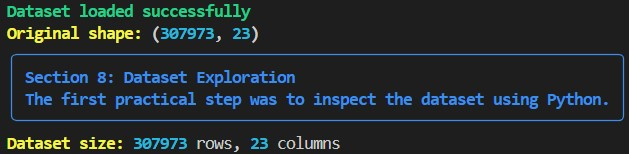 Dataset loaded successfully
Original shape: (307973, 23)
Section 8: Dataset Exploration
The first practical step was to inspect the dataset using Python.
Dataset size: 307973 rows, 23 columns